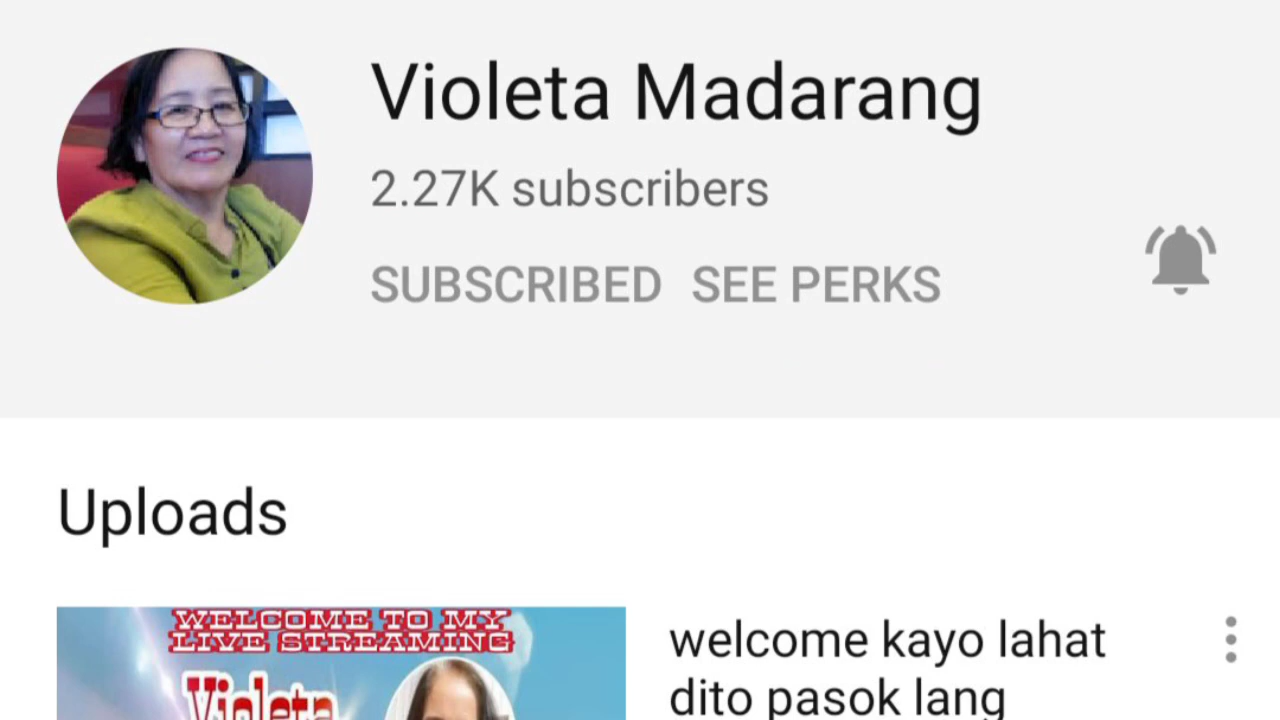 Violeta Madarang
2.27K subscribers
SUBSCRIBED SEE PERKS
Uploads
WELCOME TO MY
LIVE STREAMING
Violeta
welcome kayo lahat
dito pasok lang